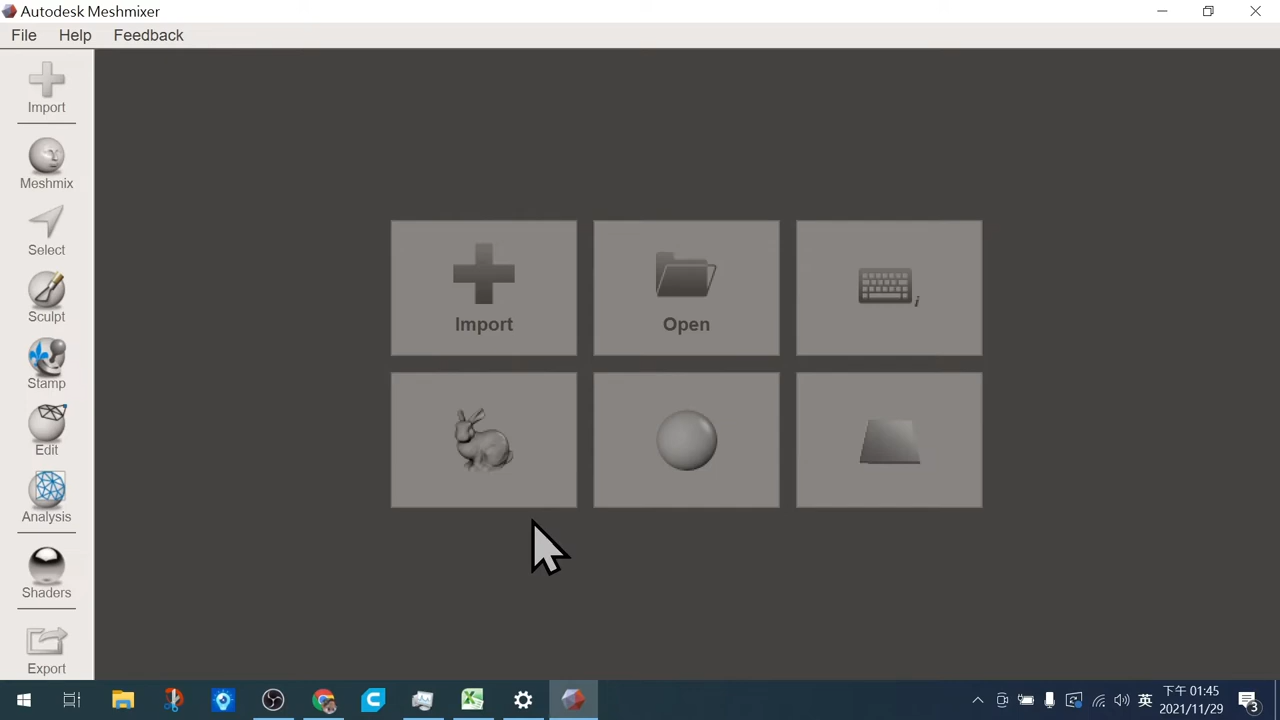 Autodesk Meshmixer
File Help Feedback
Import
Meshmix
Select
Sculpt
Stamp
Edit
Analysis
Shaders
Export
Import
Open
i
英
下午 01:45
2021/11/29
3